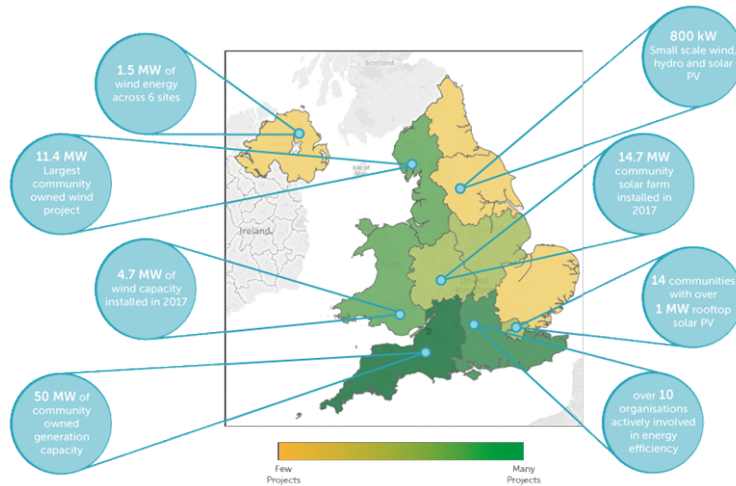 1.5 MW of
wind energy
across 6 sites
11.4 MW
Largest
community
owned wind
project
4.7 MW of
wind capacity
installed in 2017
50 MW of
community
owned
generation
capacity
Scotland
Ireland
800 kW
Small scale wind,
hydro and solar
PV
14.7 MW
community
solar farm
installed in
2017
14 communities
with over
1 MW rooftop
solar PV
over 10
organisations
actively involved
in energy
efficiency
Few
Projects
Many
Projects